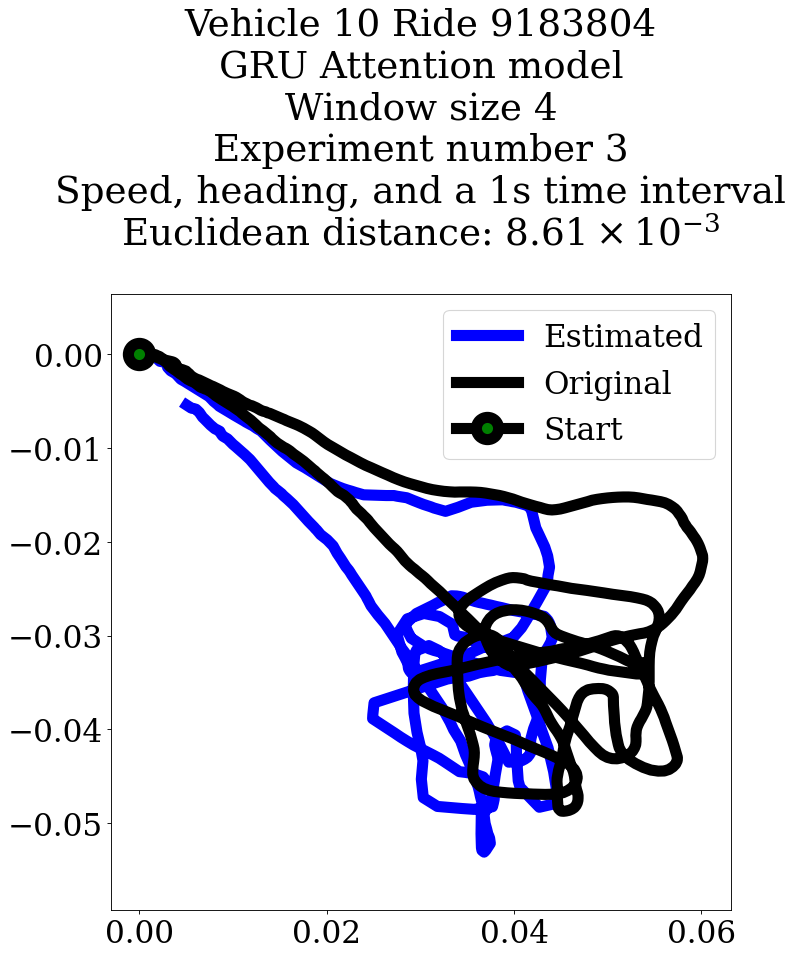 Vehicle 10 Ride 9183804
GRU Attention model
Window size 4
Experiment number 3
Speed, heading, and a 1s time interval
Euclidean distance: 8.61 × 10⁻³
Estimated
Original
Start
0.00
−0.01
−0.02
−0.03
−0.04
−0.05
0.00 0.02 0.04 0.06